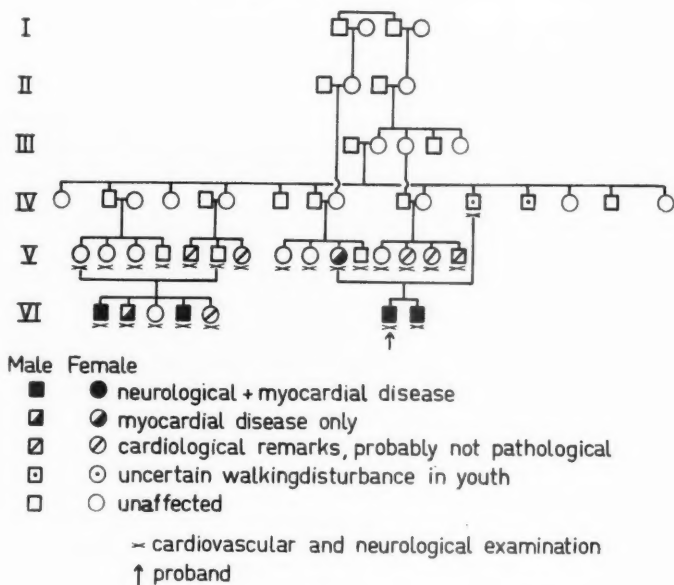 I
II
III
IV
V
VI
Male Female
neurological + myocardial disease
myocardial disease only
cardiological remarks, probably not pathological
uncertain walkingdisturbance in youth
unaffected
cardiovascular and neurological examination
proband